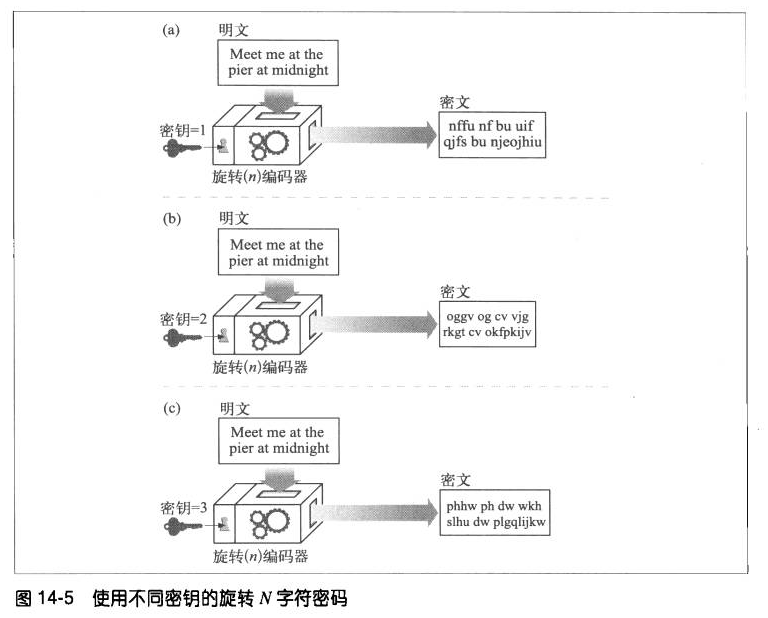 (a)
明文
Meet me at the
pier at midnight
密钥=1
旋转(n)编码器
密文
nffu nf bu uif
qjfs bu njeojhiu
(b)
明文
Meet me at the
pier at midnight
密钥=2
旋转(n)编码器
密文
oggv og cv vjg
rkgt cv okfpkijv
(c)
明文
Meet me at the
pier at midnight
密钥=3
旋转(n)编码器
密文
phhw ph dw wkh
slhu dw plgqlijkw
图 14-5 使用不同密钥的旋转 N 字符密码